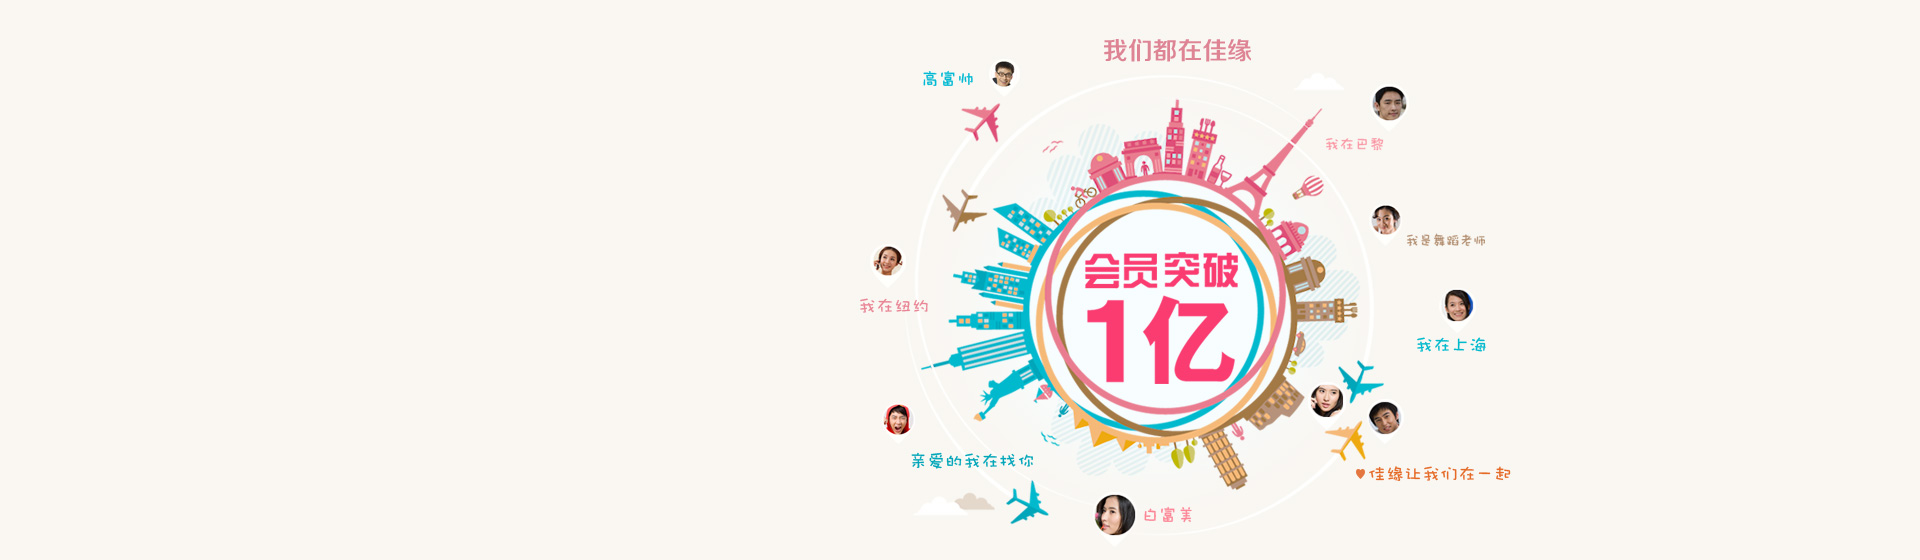 我们都在佳缘
高富帅
我在巴黎
我是舞蹈老师
会员突破
1亿
我在纽约
我在上海
亲爱的我在找你
♥佳缘让我们在一起
白富美